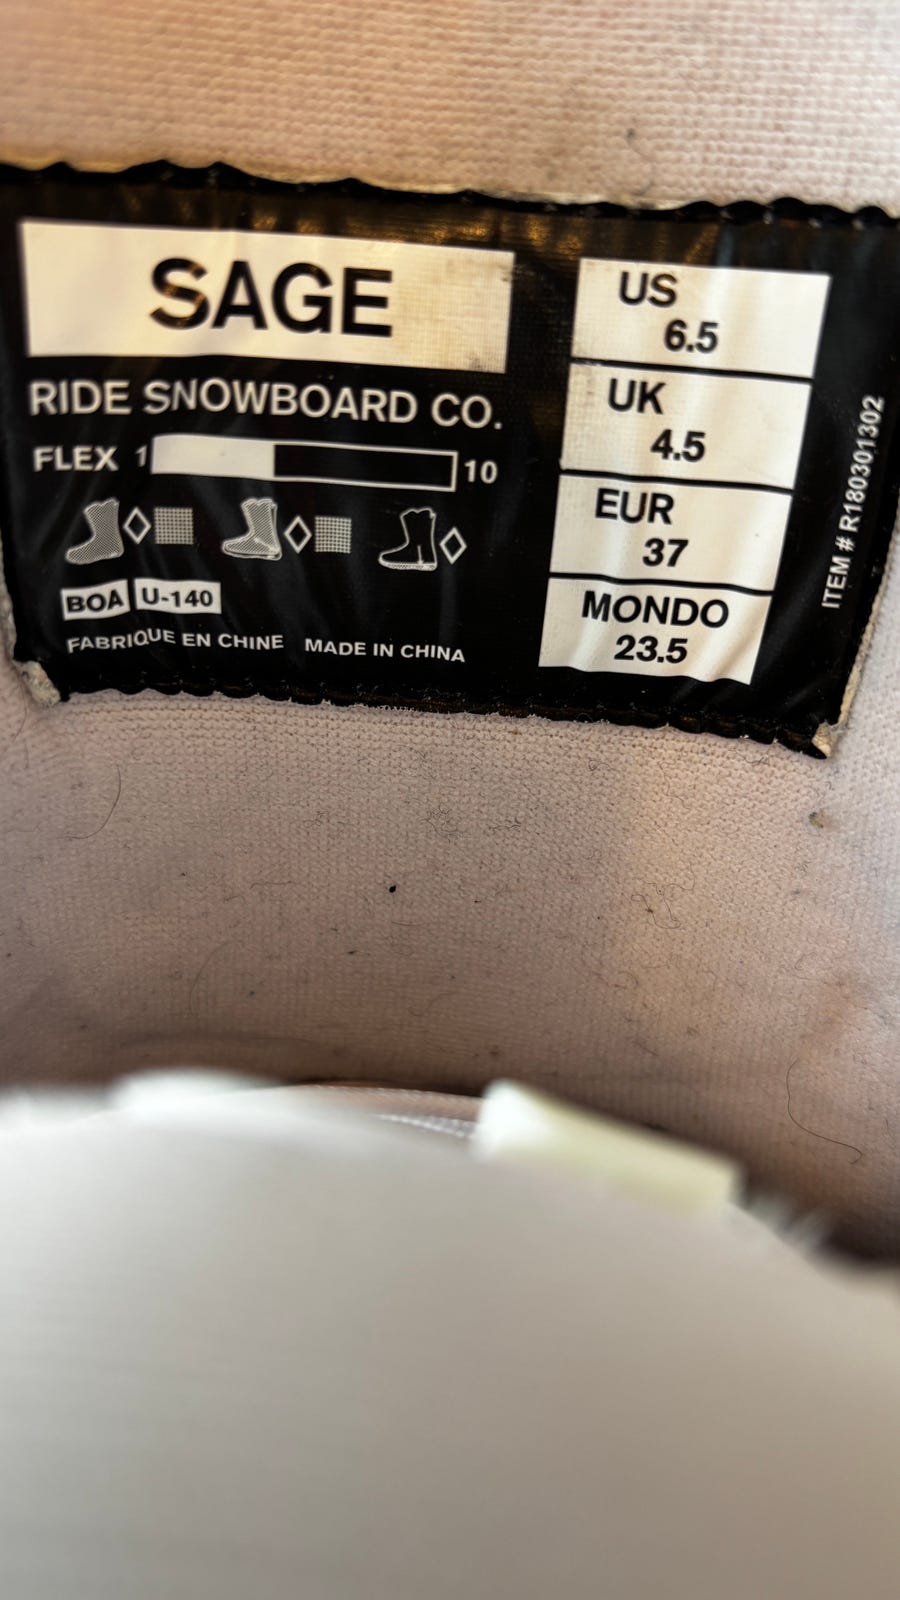 SAGE
RIDE SNOWBOARD CO.
FLEX 1 10
BOA U-140
FABRIQUE EN CHINE MADE IN CHINA
US
6.5
UK
4.5
EUR
37
MONDO
23.5
ITEM # R180301302